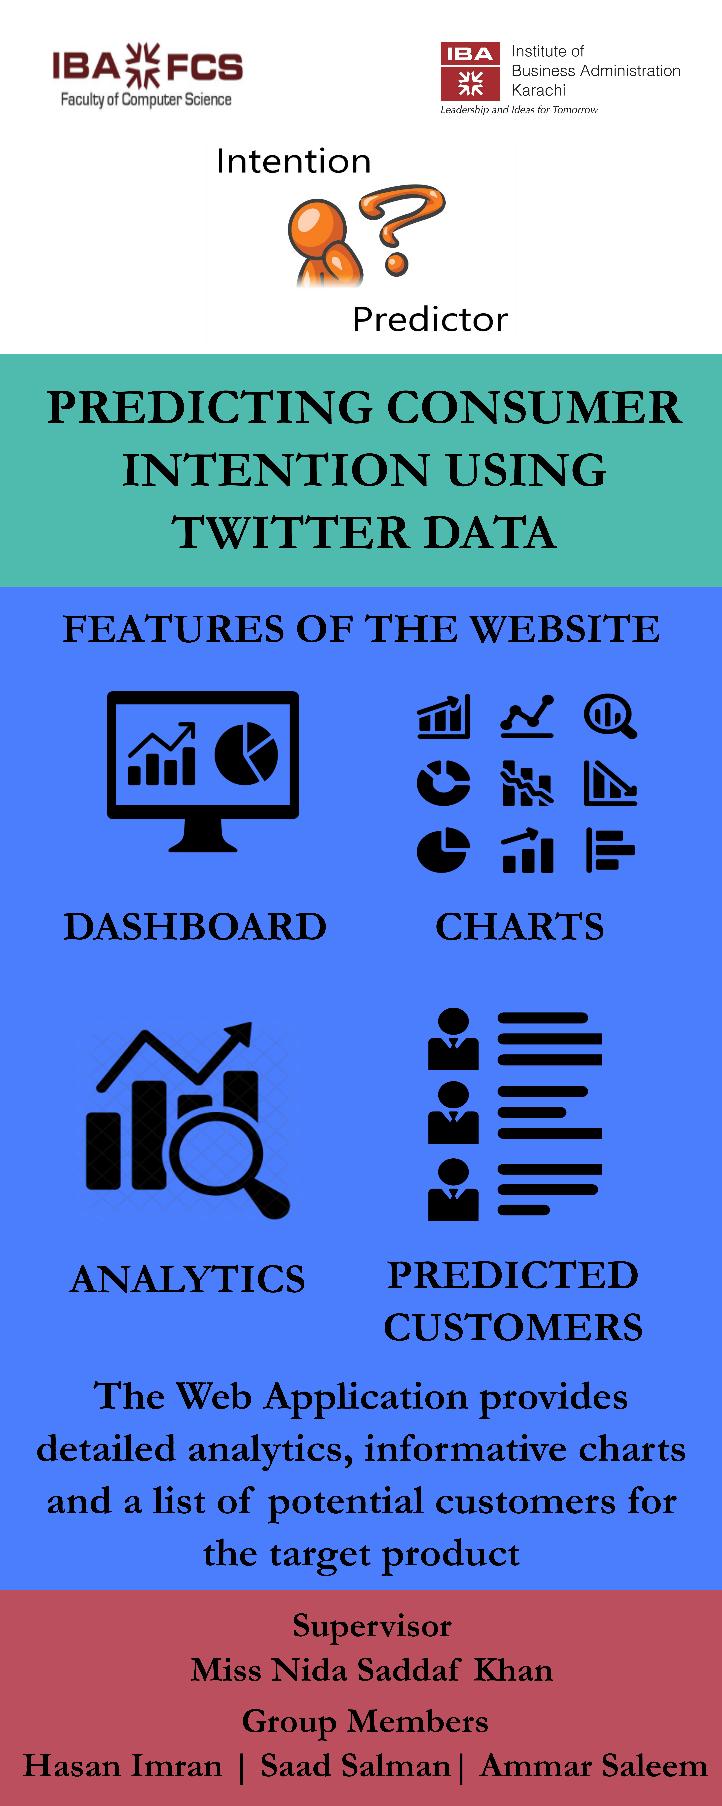 IBA FCS
Faculty of Computer Science
IBA
Institute of
Business Administration
Karachi
Leadership and Ideas for Tomorrow
Intention
Predictor
PREDICTING CONSUMER
INTENTION USING
TWITTER DATA
FEATURES OF THE WEBSITE
DASHBOARD
CHARTS
ANALYTICS
PREDICTED
CUSTOMERS
The Web Application provides
detailed analytics, informative charts
and a list of potential customers for
the target product
Supervisor
Miss Nida Saddaf Khan
Group Members
Hasan Imran | Saad Salman| Ammar Saleem